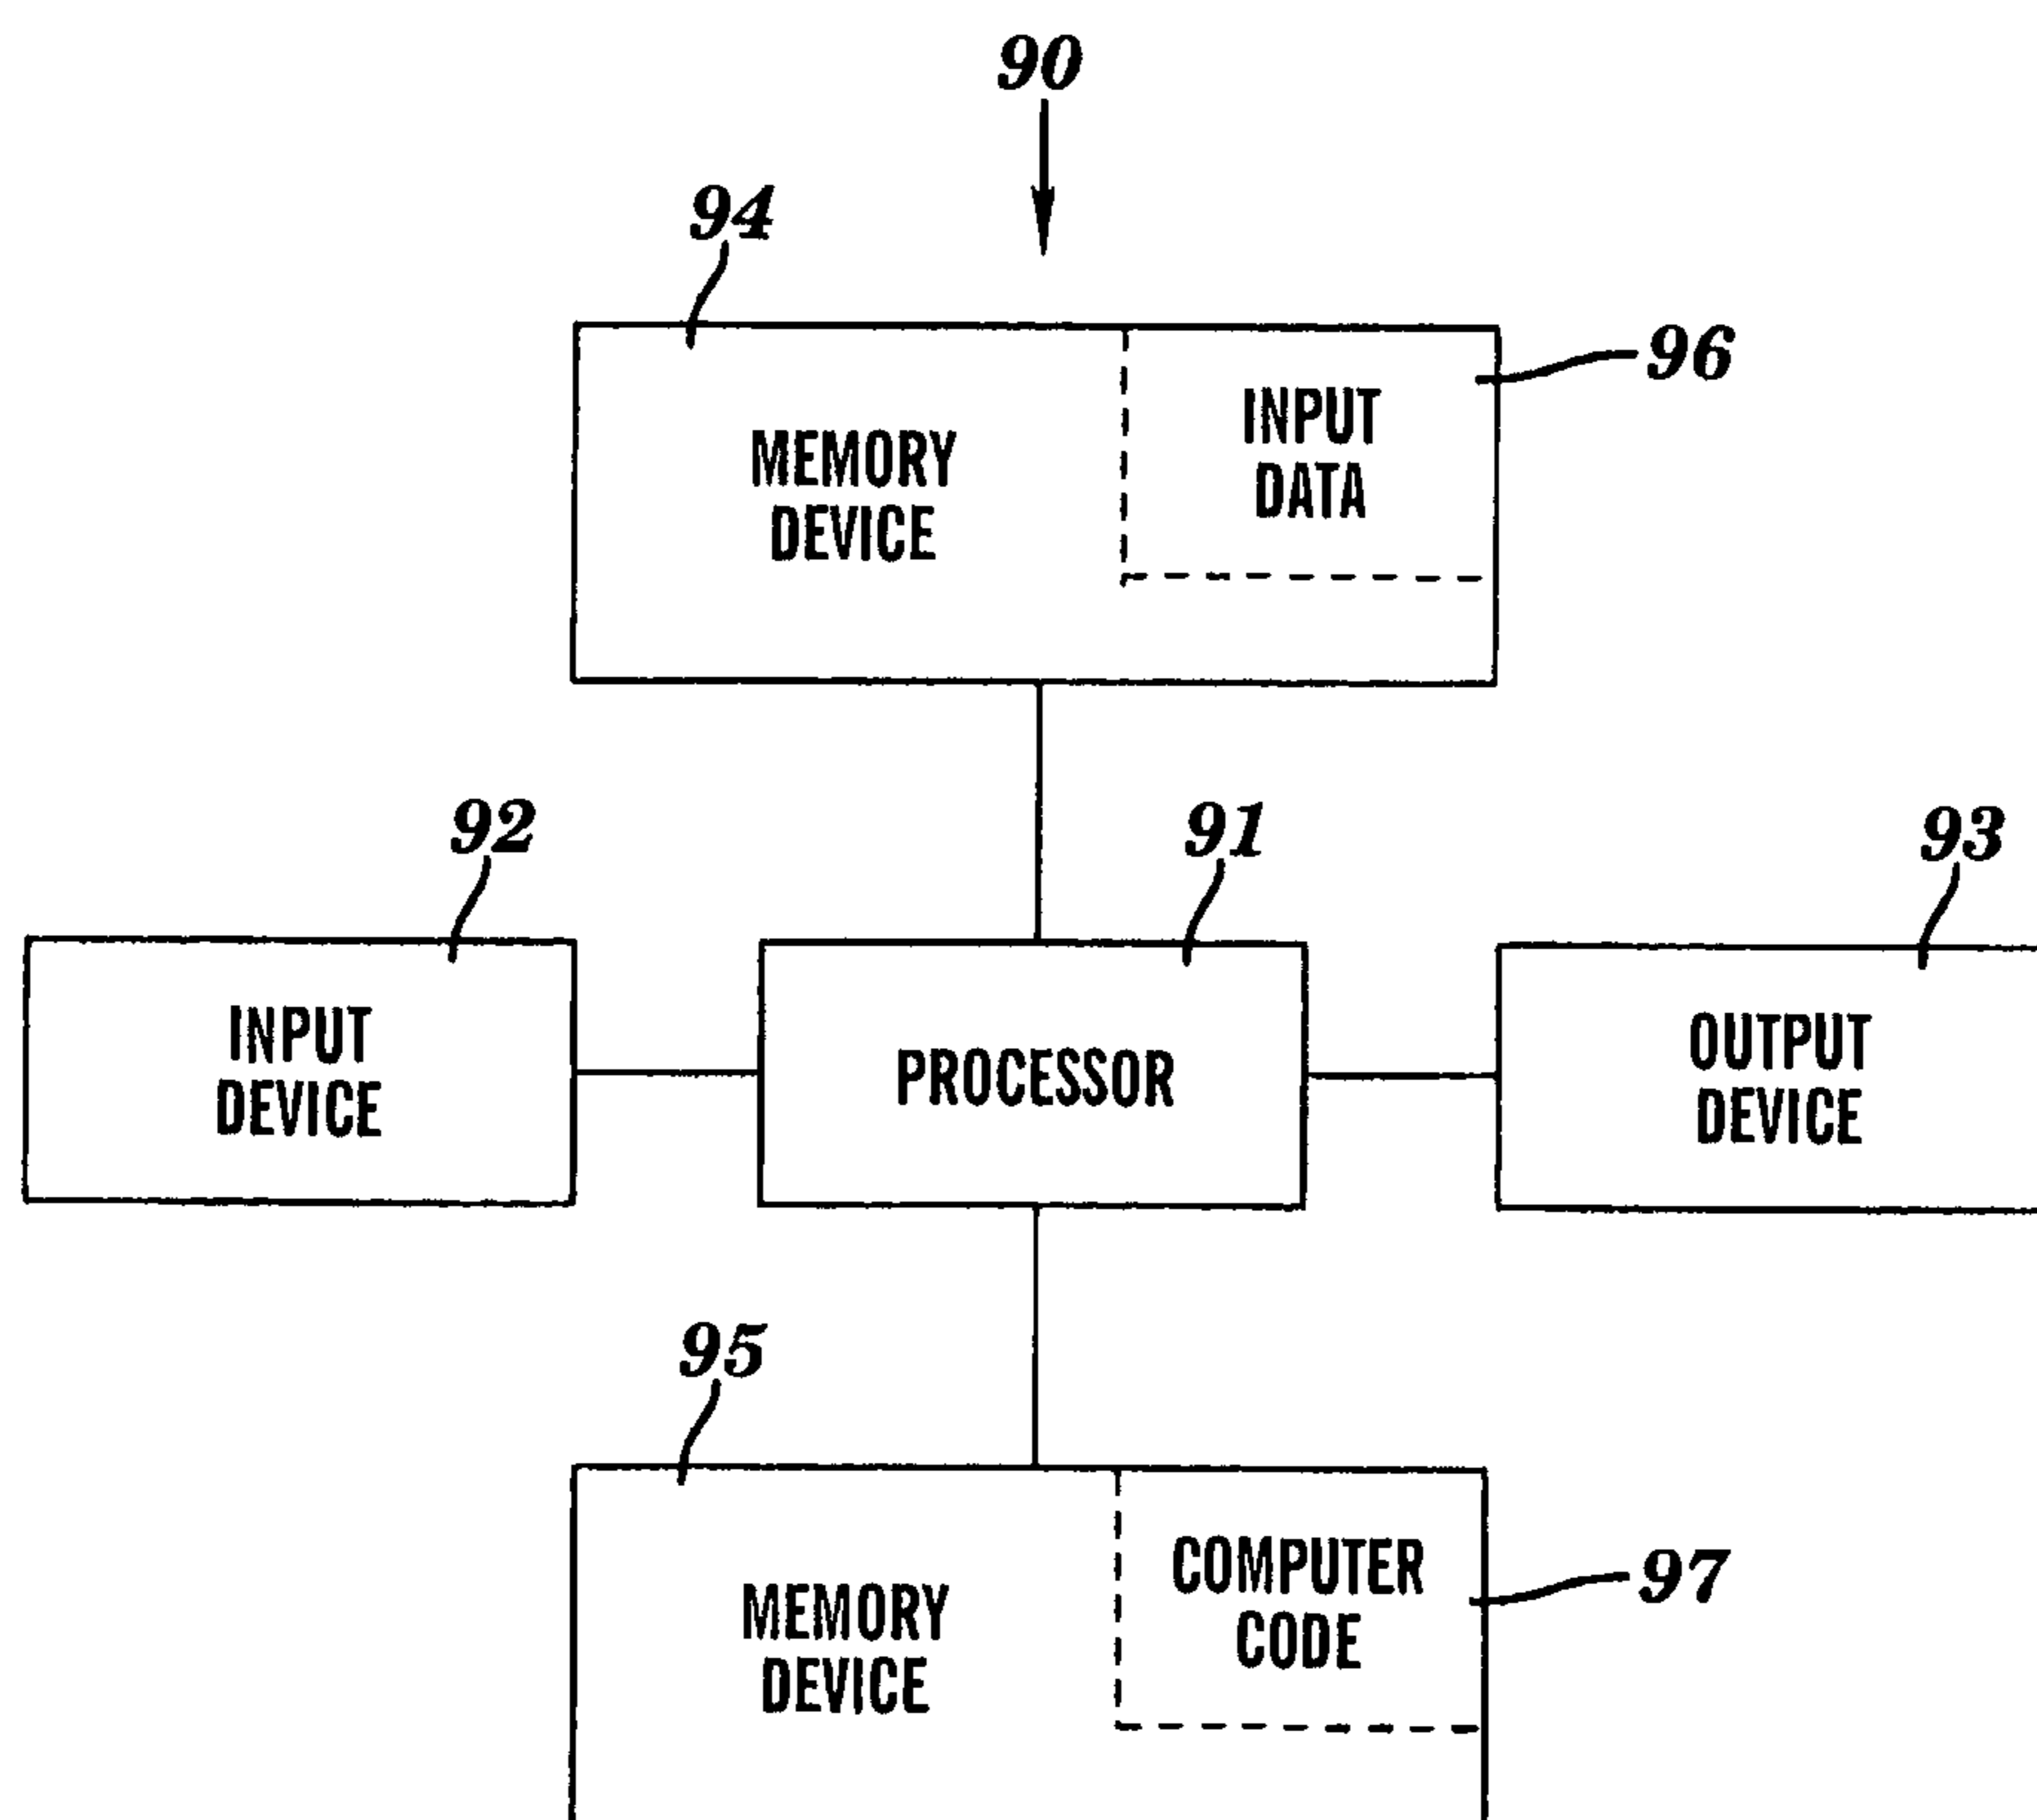 90
94
96
MEMORY
DEVICE
INPUT
DATA
92
91
93
INPUT
DEVICE
PROCESSOR
OUTPUT
DEVICE
95
MEMORY
DEVICE
COMPUTER
CODE
97